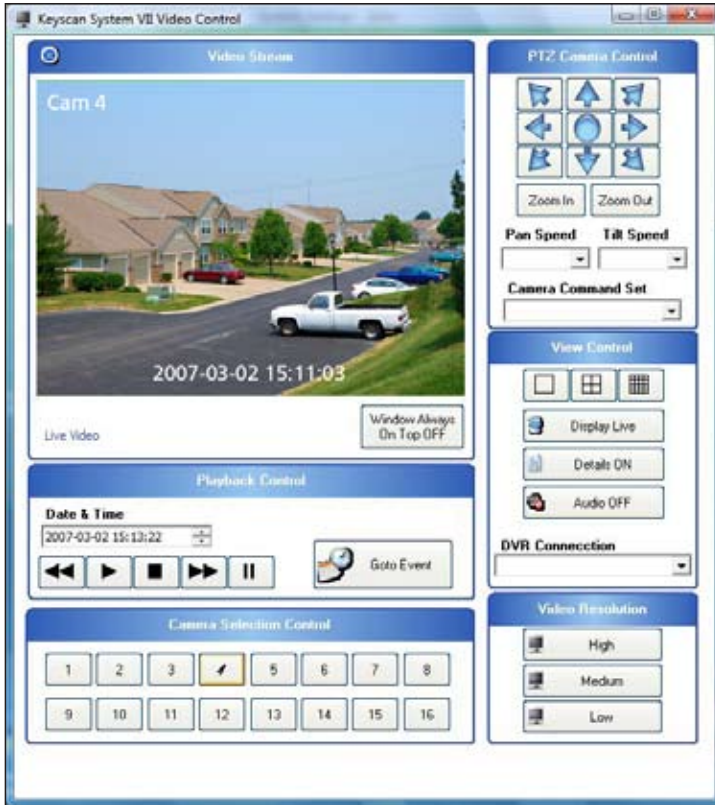 Keyscan System VII Video Control
Video Stream
Cam 4
2007-03-02 15:11:03
Live Video
Window Always
On Top OFF
Playback Control
Date & Time
2007-03-02 15:13:22
Goto Event
Camera Selection Control
1 2 3 4 5 6 7 8
9 10 11 12 13 14 15 16
PTZ Camera Control
Zoom In Zoom Out
Pan Speed Tilt Speed
Camera Command Set
View Control
Display Live
Details ON
Audio OFF
DVR Connecction
Video Resolution
High
Medium
Low